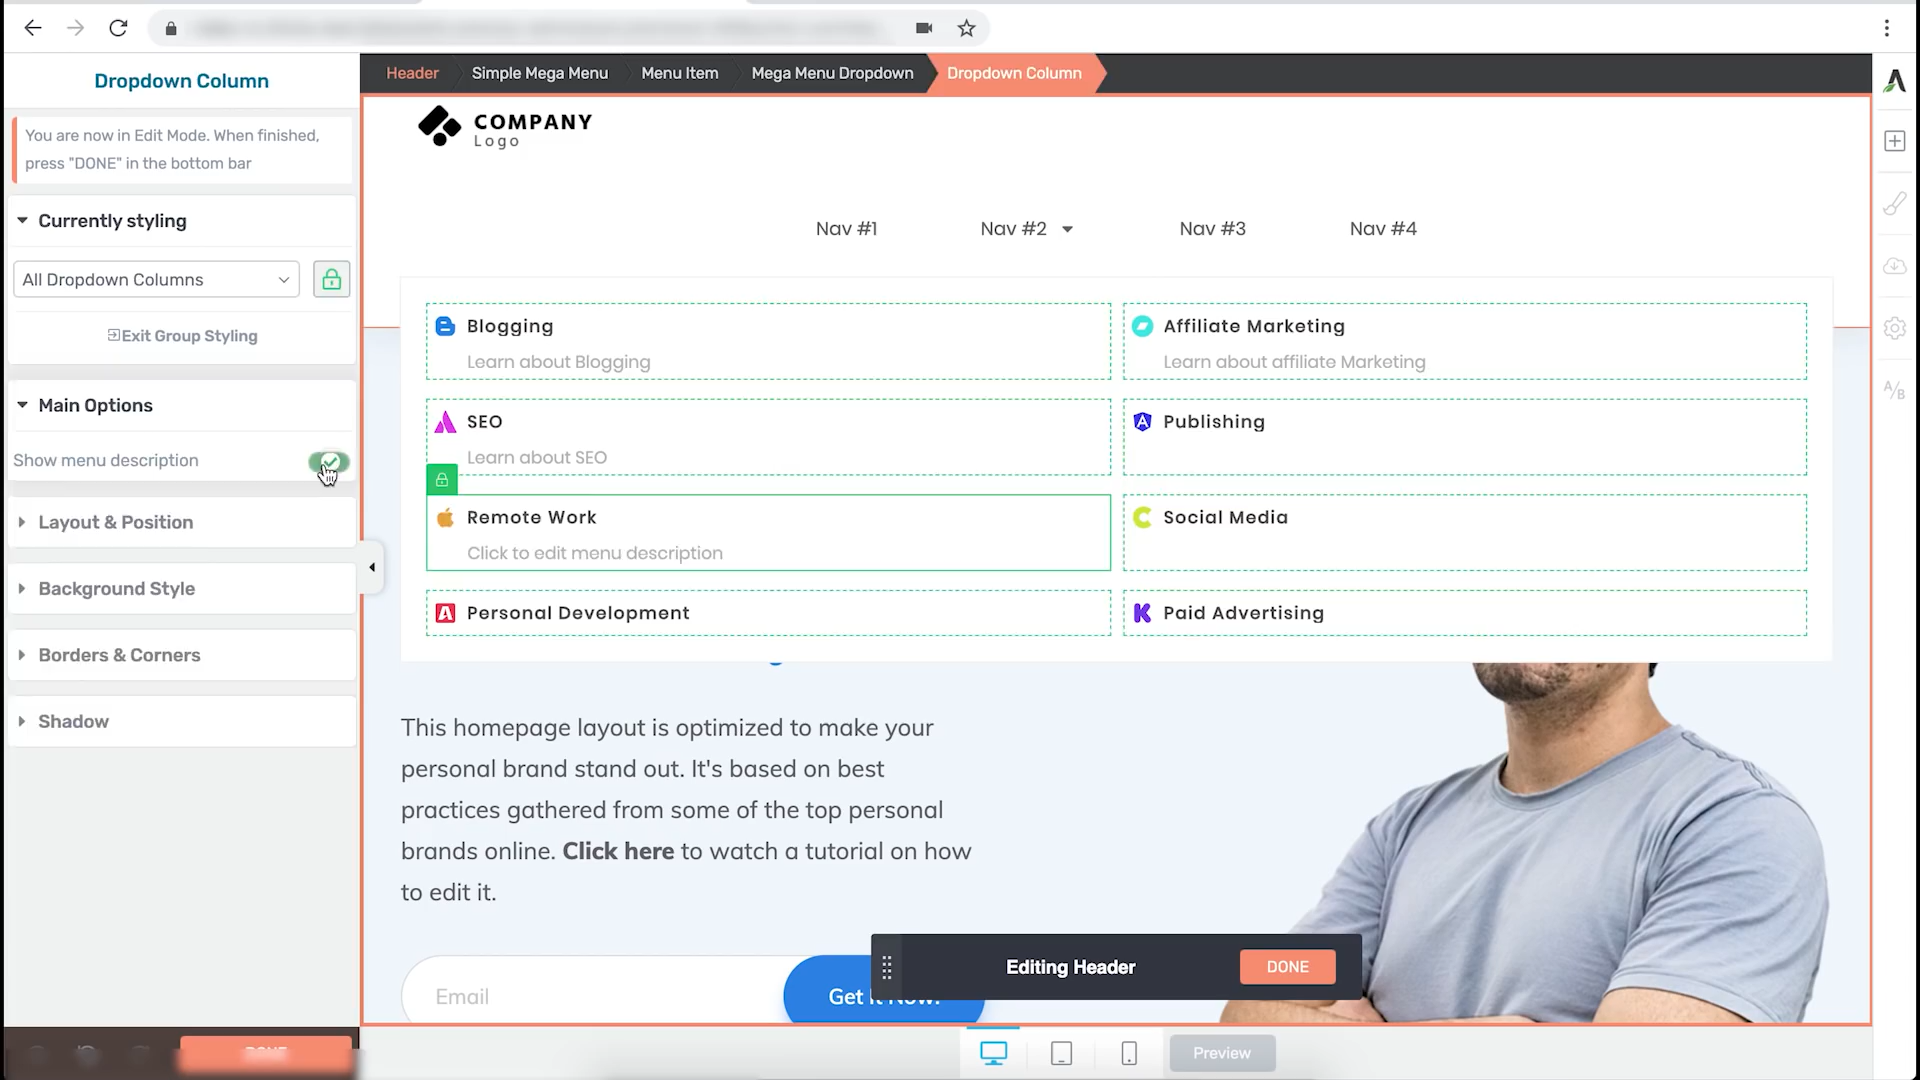 Dropdown Column
You are now in Edit Mode. When finished,
press "DONE" in the bottom bar
Currently styling
All Dropdown Columns
Exit Group Styling
Main Options
Show menu description
Layout & Position
Background Style
Borders & Corners
Shadow
Header
Simple Mega Menu
Menu Item
Mega Menu Dropdown
Dropdown Column
COMPANY
Logo
Nav #1
Nav #2
Nav #3
Nav #4
Blogging
Learn about Blogging
Affiliate Marketing
Learn about affiliate Marketing
SEO
Learn about SEO
Publishing
Remote Work
Click to edit menu description
Social Media
Personal Development
Paid Advertising
This homepage layout is optimized to make your
personal brand stand out. It's based on best
practices gathered from some of the top personal
brands online. Click here to watch a tutorial on how
to edit it.
Email
Get It Now!
Editing Header
DONE
Preview
A/B